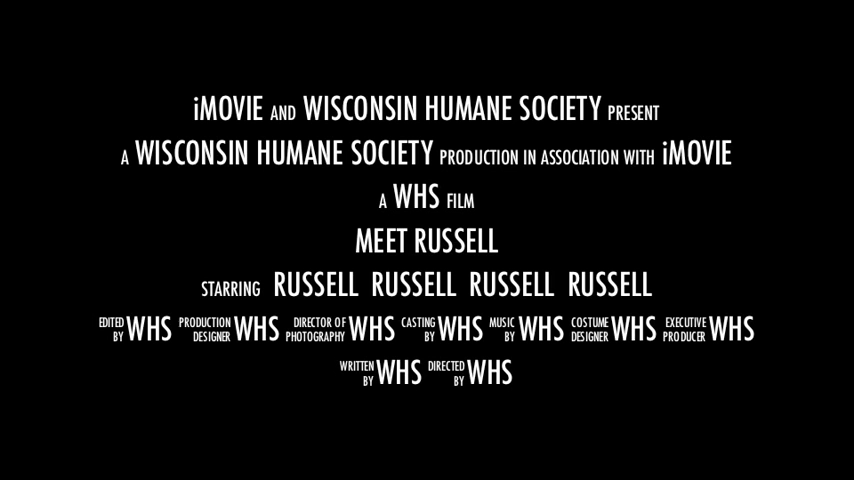 iMOVIE AND WISCONSIN HUMANE SOCIETY PRESENT
A WISCONSIN HUMANE SOCIETY PRODUCTION IN ASSOCIATION WITH iMOVIE
A WHS FILM
MEET RUSSELL
STARRING RUSSELL RUSSELL RUSSELL RUSSELL
EDITED BY WHS PRODUCTION DESIGNER WHS DIRECTOR OF PHOTOGRAPHY WHS CASTING BY WHS MUSIC BY WHS COSTUME DESIGNER WHS EXECUTIVE PRODUCER WHS
WRITTEN BY WHS DIRECTED BY WHS